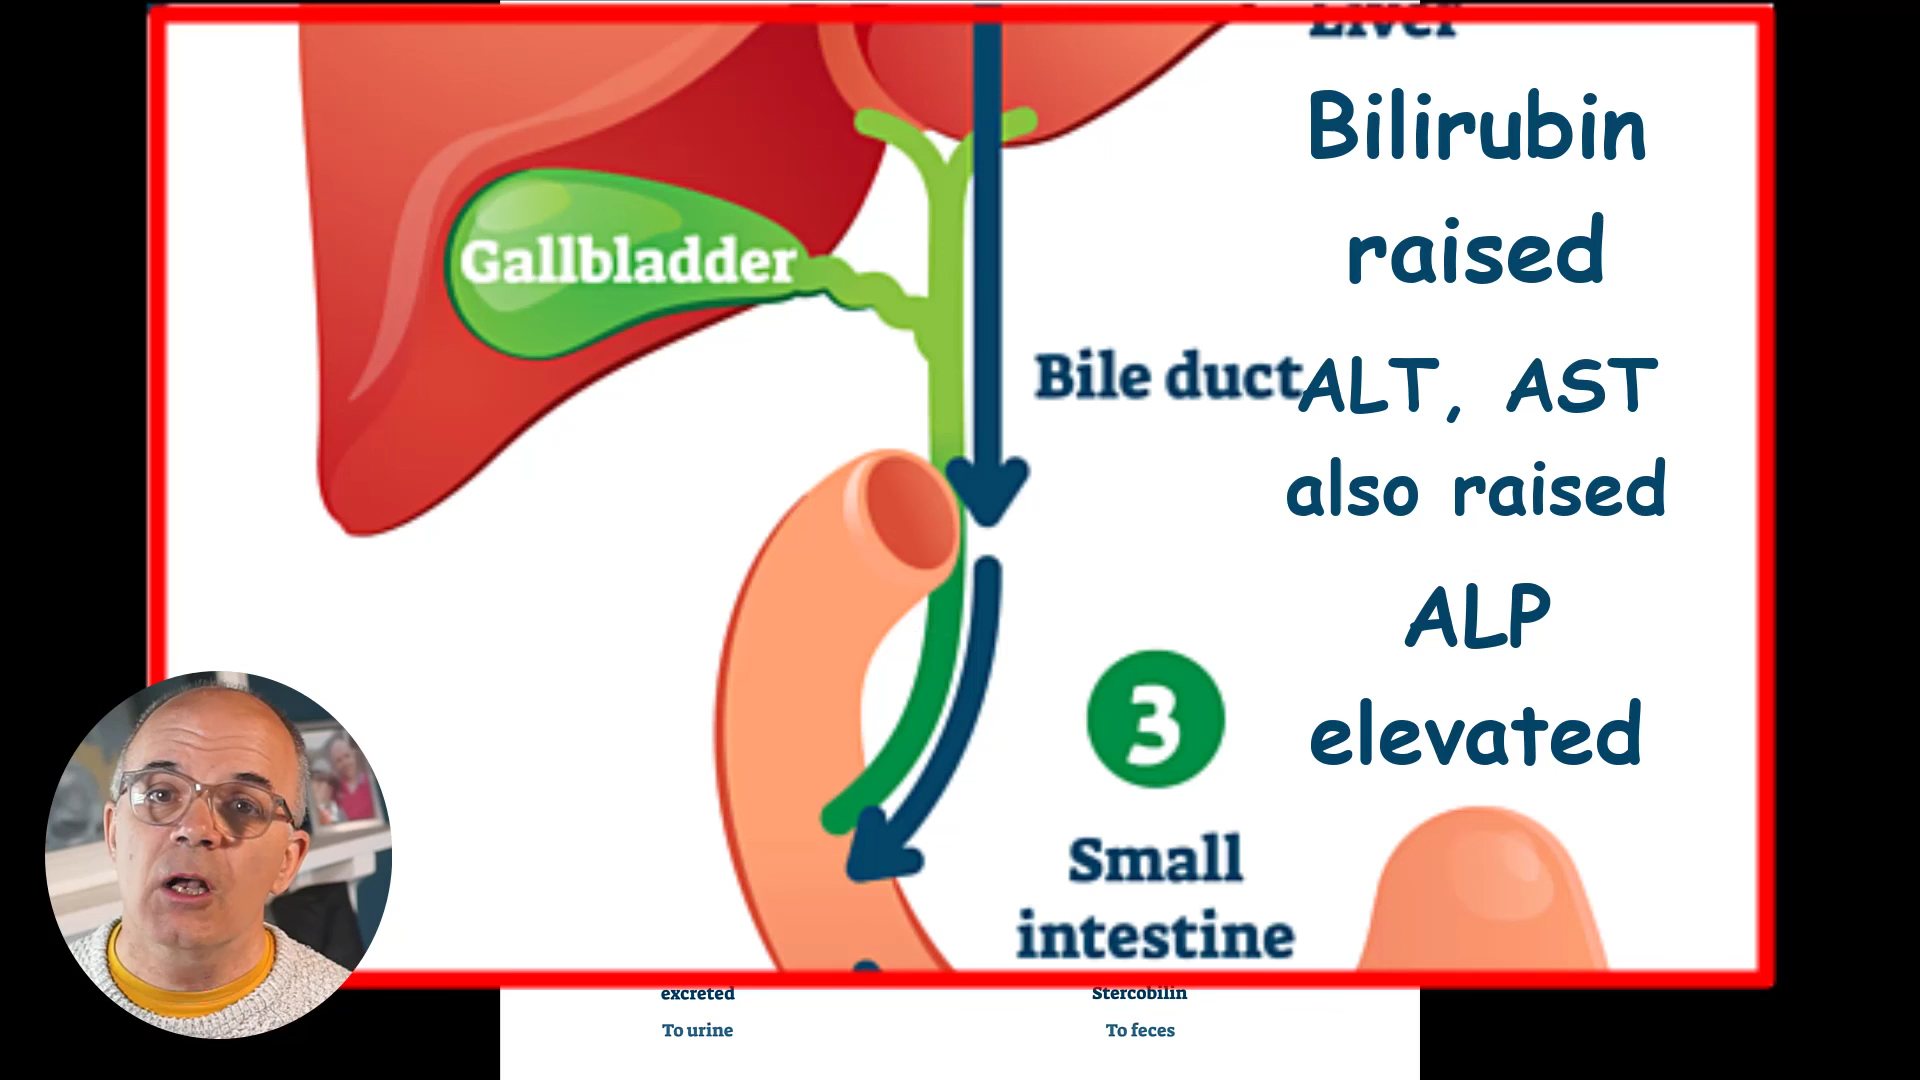 Liver
Bilirubin
raised
Gallbladder
Bile duct
ALT, AST
also raised
ALP
elevated
3
Small
intestine
excreted
Stercobilin
To urine
To feces